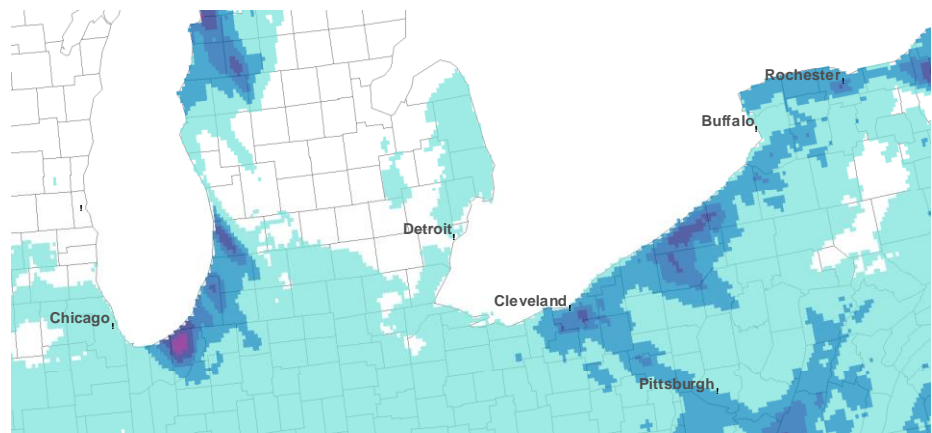 Rochester
Buffalo
Detroit
Cleveland
Chicago
Pittsburgh